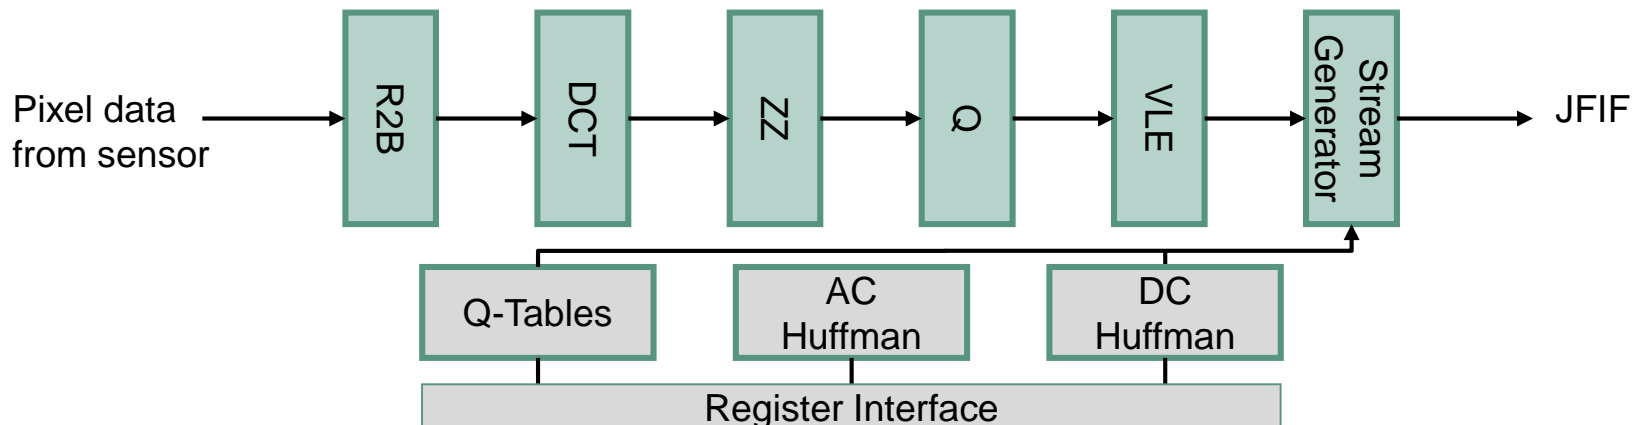 Pixel data
from sensor
R2B
DCT
ZZ
Q
VLE
Stream
Generator
JFIF
Q-Tables
AC
Huffman
DC
Huffman
Register Interface